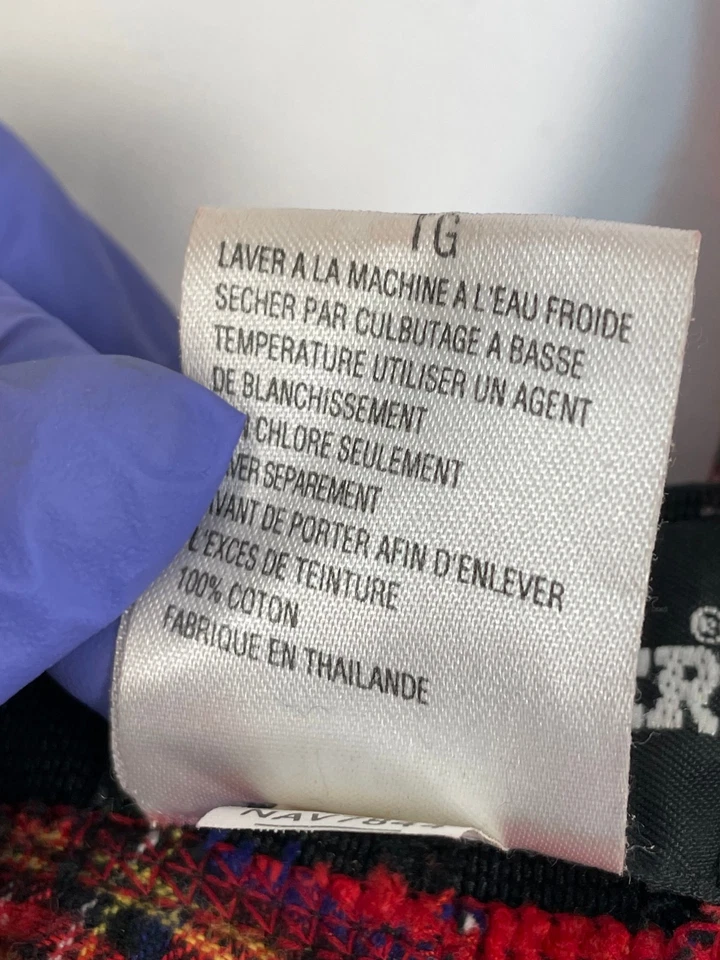 TG
LAVER A LA MACHINE A L'EAU FROIDE
SECHER PAR CULBUTAGE A BASSE
TEMPERATURE UTILISER UN AGENT
DE BLANCHISSEMENT
CHLORE SEULEMENT
SEPAREMENT
DE PORTER AFIN D'ENLEVER
L'EXCES DE TEINTURE
100% COTON
FABRIQUE EN THAILANDE